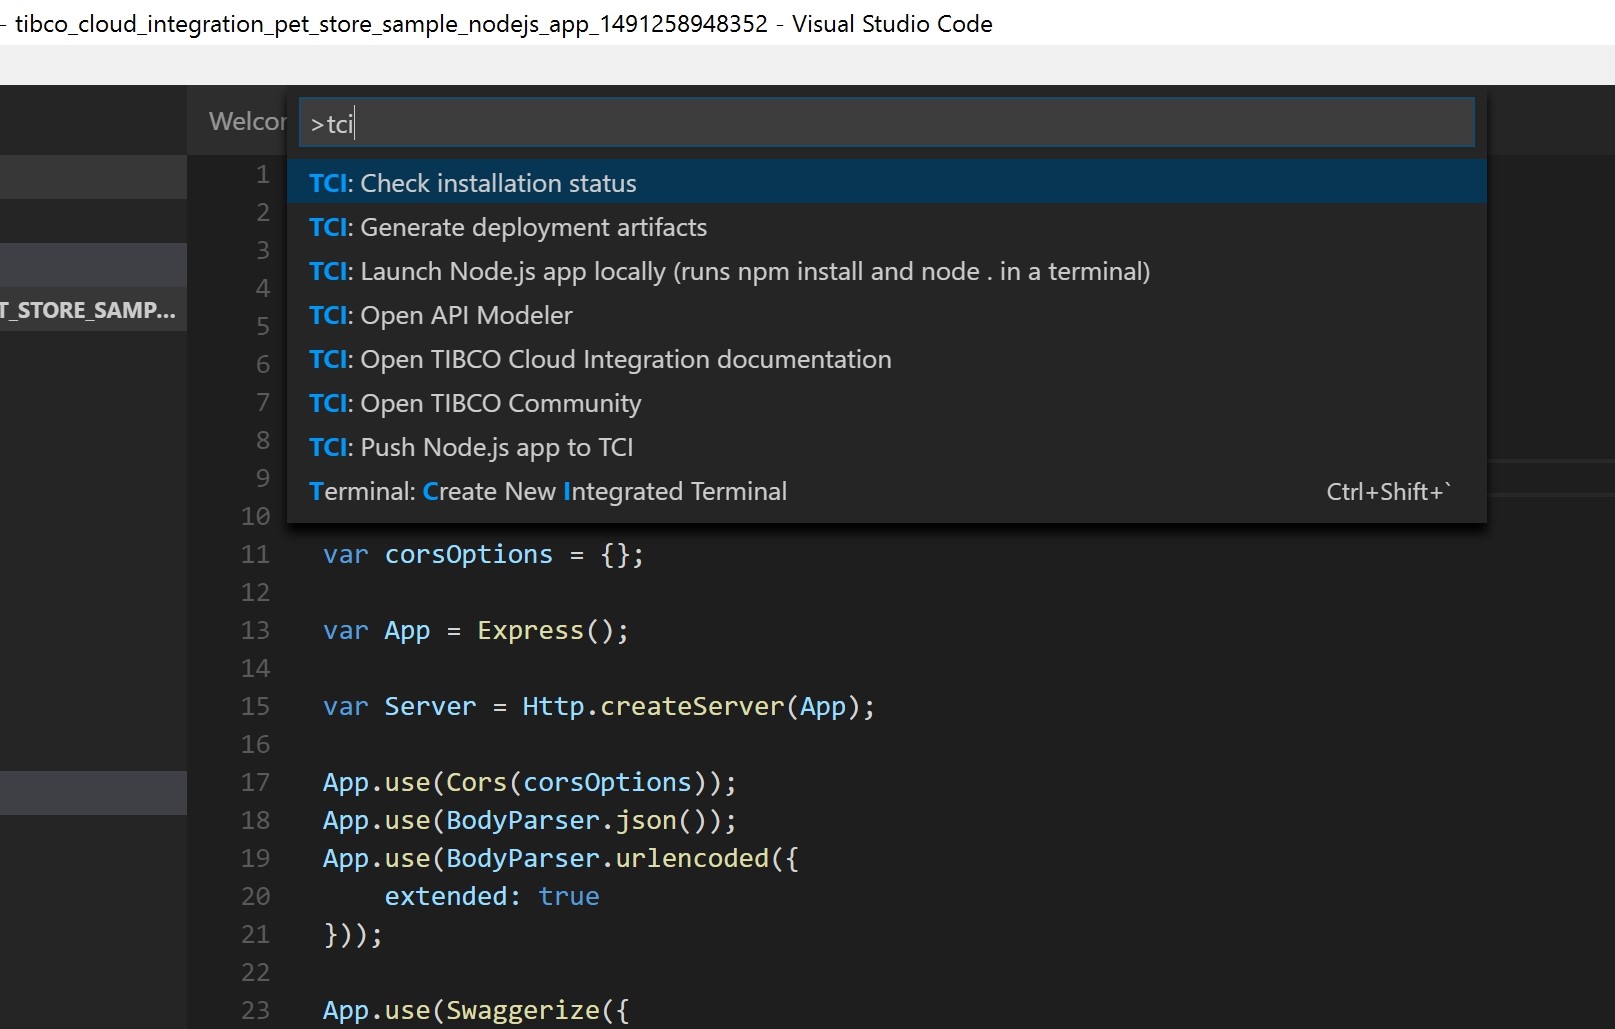 - tibco_cloud_integration_pet_store_sample_nodejs_app_1491258948352 - Visual Studio Code
Welcor
>tci
TCI: Check installation status
TCI: Generate deployment artifacts
TCI: Launch Node.js app locally (runs npm install and node . in a terminal)
TCI: Open API Modeler
TCI: Open TIBCO Cloud Integration documentation
TCI: Open TIBCO Community
TCI: Push Node.js app to TCI
Terminal: Create New Integrated Terminal Ctrl+Shift+`
T_STORE_SAMP...
1
2
3
4
5
6
7
8
9
10
11 var corsOptions = {};
12
13 var App = Express();
14
15 var Server = Http.createServer(App);
16
17 App.use(Cors(corsOptions));
18 App.use(BodyParser.json());
19 App.use(BodyParser.urlencoded({
20 extended: true
21 }));
22
23 App.use(Swaggerize({